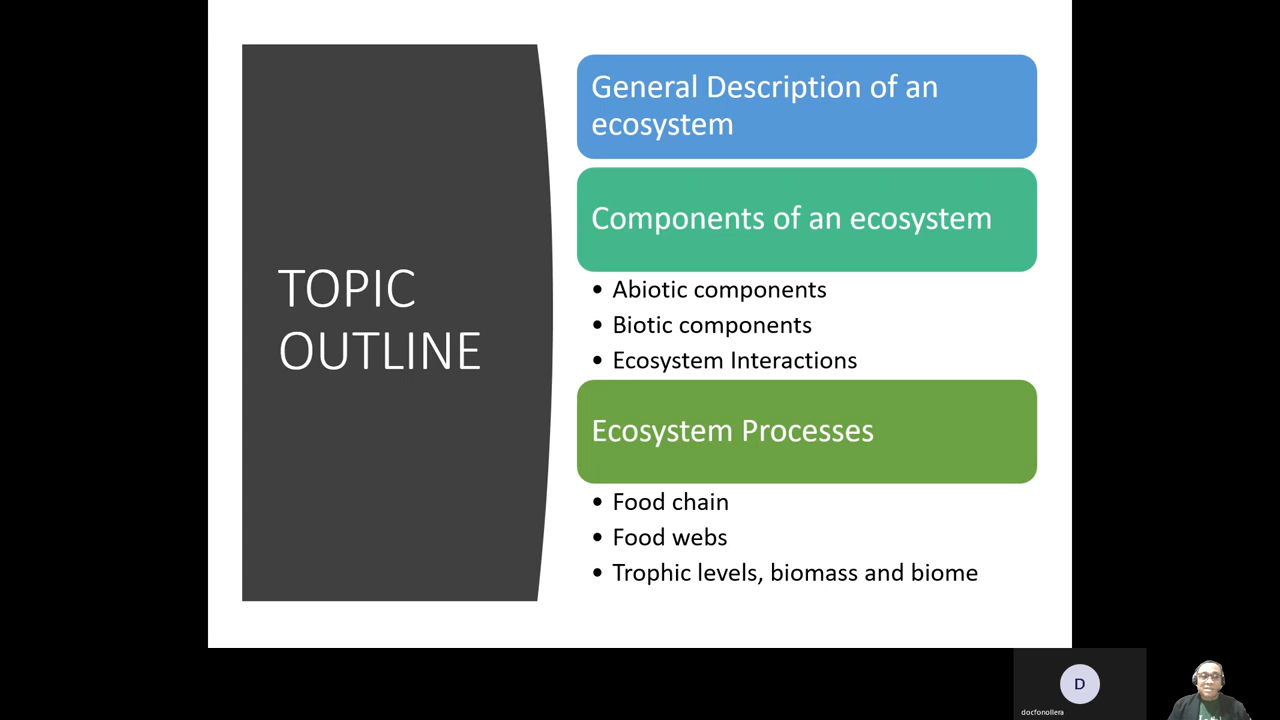 TOPIC
OUTLINE
General Description of an
ecosystem
Components of an ecosystem
• Abiotic components
• Biotic components
• Ecosystem Interactions
Ecosystem Processes
• Food chain
• Food webs
• Trophic levels, biomass and biome
D
docfonollera